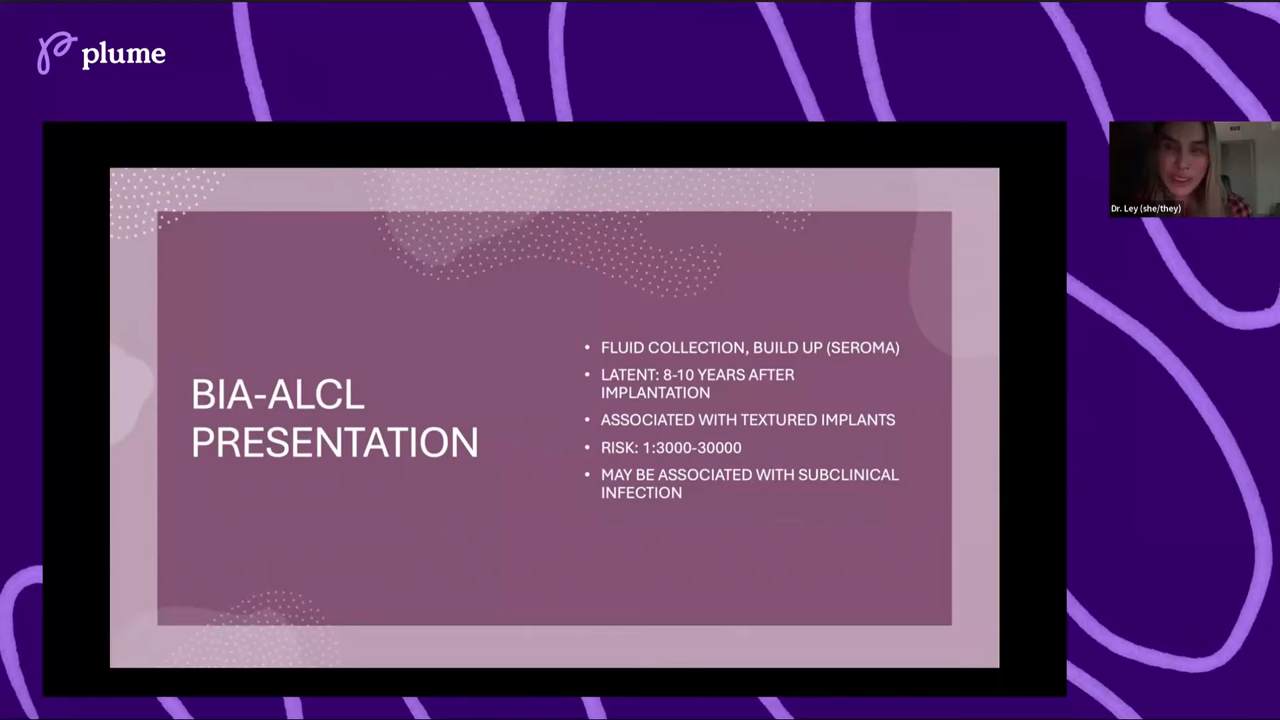 plume
Dr. Ley (she/they)
BIA-ALCL
PRESENTATION
• FLUID COLLECTION, BUILD UP (SEROMA)
• LATENT: 8-10 YEARS AFTER
IMPLANTATION
• ASSOCIATED WITH TEXTURED IMPLANTS
• RISK: 1:3000-30000
• MAY BE ASSOCIATED WITH SUBCLINICAL
INFECTION